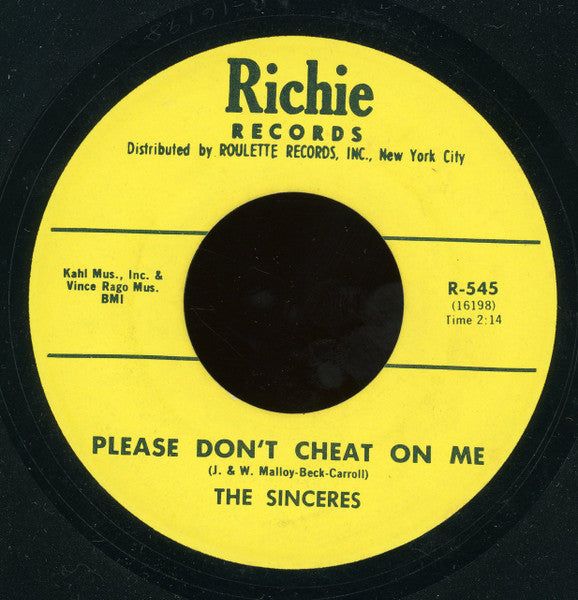 Richie
RECORDS
Distributed by ROULETTE RECORDS, INC., New York City
Kahl Mus., Inc. &
Vince Rago Mus.
BMI
R-545
(16198)
Time 2:14
PLEASE DON'T CHEAT ON ME
(J. & W. Malloy-Beck-Carroll)
THE SINCERES